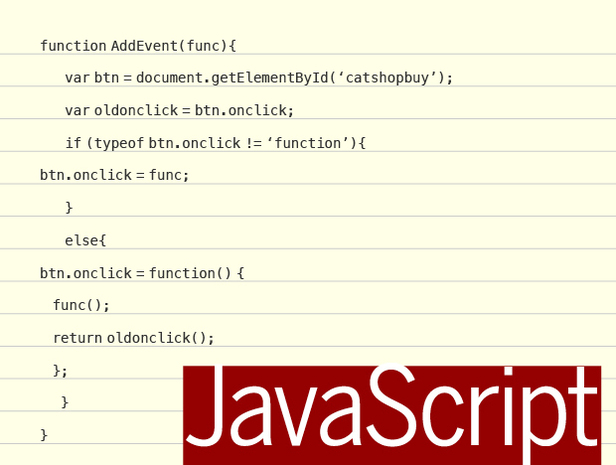 function AddEvent(func){
var btn = document.getElementById(‘catshopbuy’);
var oldonclick = btn.onclick;
if (typeof btn.onclick != ‘function’){
btn.onclick = func;
}
else{
btn.onclick = function() {
func();
return oldonclick();
};
}
}
JavaScript